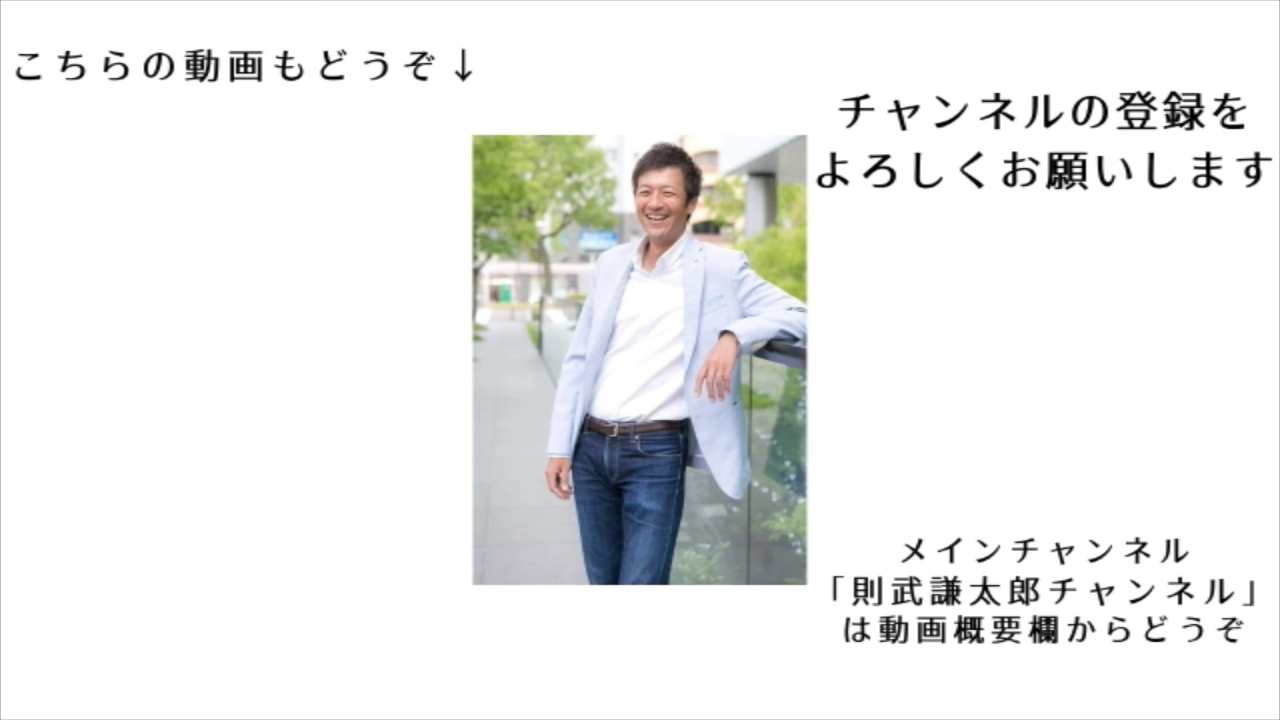 こちらの動画もどうぞ↓
チャンネルの登録を
よろしくお願いします
メインチャンネル
「則武謙太郎チャンネル」
は動画概要欄からどうぞ